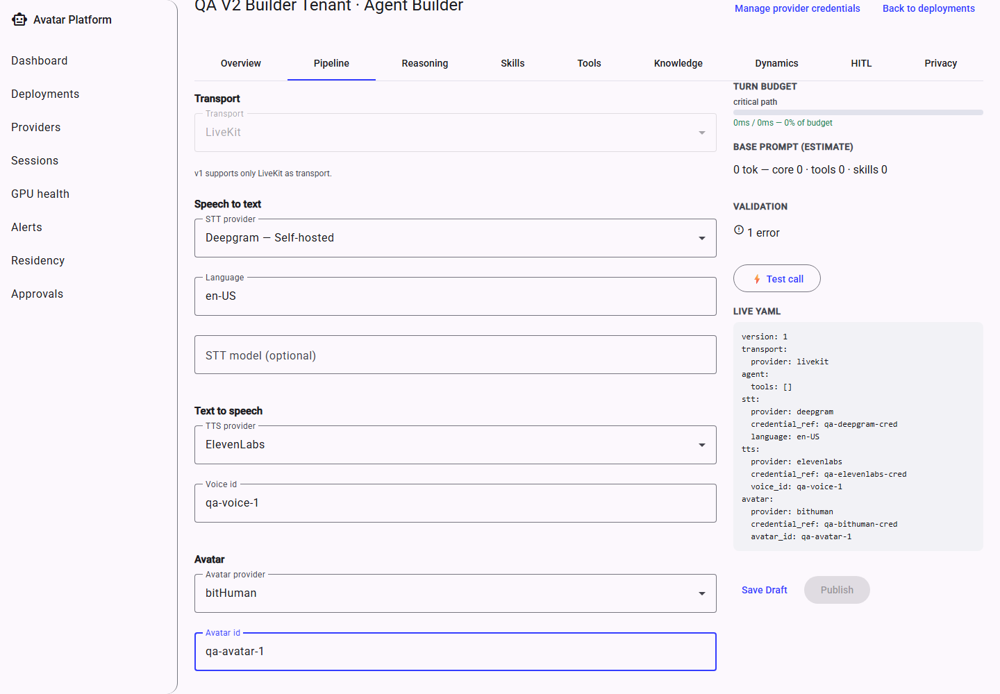 Avatar Platform
Dashboard
Deployments
Providers
Sessions
GPU health
Alerts
Residency
Approvals
QA V2 Builder Tenant · Agent Builder
Manage provider credentials
Back to deployments
Overview
Pipeline
Reasoning
Skills
Tools
Knowledge
Dynamics
HITL
Privacy
Transport
Transport
LiveKit
v1 supports only LiveKit as transport.
Speech to text
STT provider
Deepgram — Self-hosted
Language
en-US
STT model (optional)
Text to speech
TTS provider
ElevenLabs
Voice id
qa-voice-1
Avatar
Avatar provider
bitHuman
Avatar id
qa-avatar-1
TURN BUDGET
critical path
0ms / 0ms — 0% of budget
BASE PROMPT (ESTIMATE)
0 tok — core 0 · tools 0 · skills 0
VALIDATION
1 error
Test call
LIVE YAML
version: 1
transport:
  provider: livekit
agent:
  tools: []
stt:
  provider: deepgram
  credential_ref: qa-deepgram-cred
  language: en-US
tts:
  provider: elevenlabs
  credential_ref: qa-elevenlabs-cred
  voice_id: qa-voice-1
avatar:
  provider: bithuman
  credential_ref: qa-bithuman-cred
  avatar_id: qa-avatar-1
Save Draft
Publish